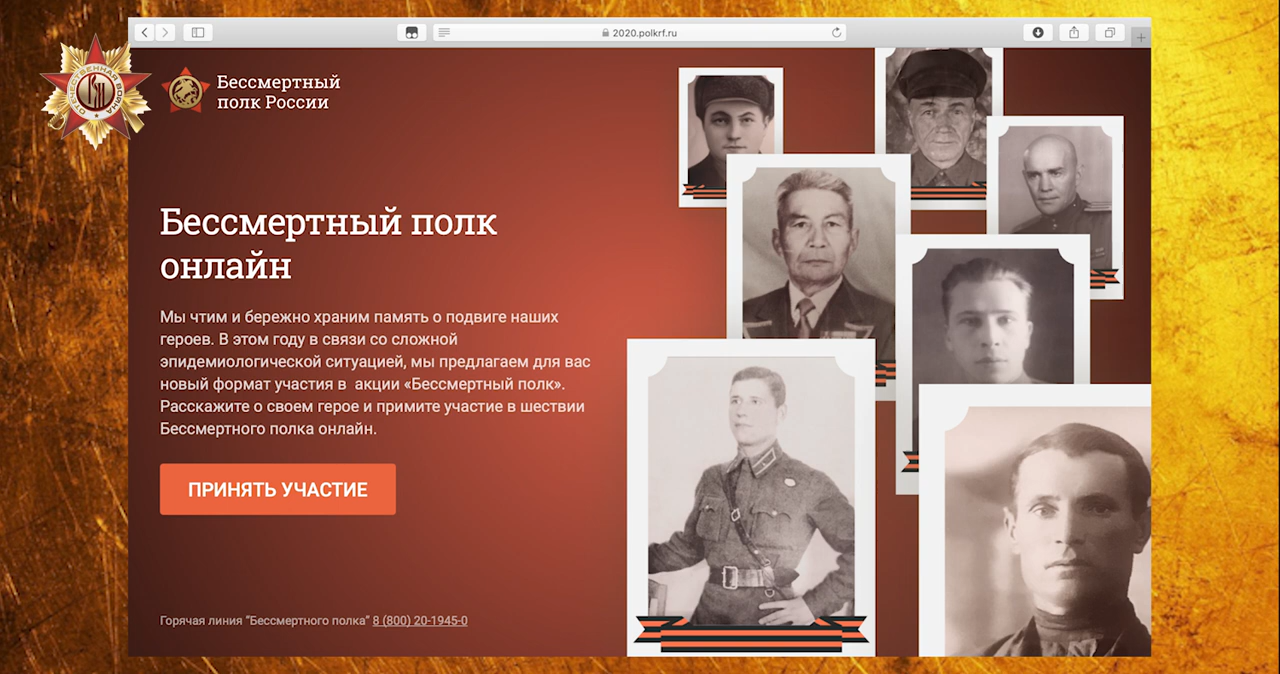 2020.polkrf.ru
ОТЕЧЕСТВЕННАЯ ВОЙНА
Бессмертный
полк России
Бессмертный полк
онлайн
Мы чтим и бережно храним память о подвиге наших
героев. В этом году в связи со сложной
эпидемиологической ситуацией, мы предлагаем для вас
новый формат участия в акции «Бессмертный полк».
Расскажите о своем герое и примите участие в шествии
Бессмертного полка онлайн.
ПРИНЯТЬ УЧАСТИЕ
Горячая линия "Бессмертного полка" 8 (800) 20-1945-0